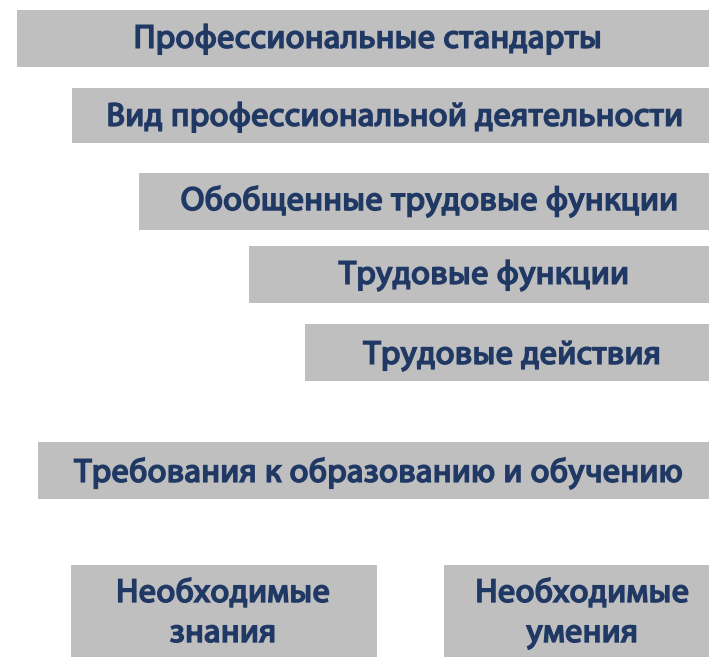 Профессиональные стандарты
Вид профессиональной деятельности
Обобщенные трудовые функции
Трудовые функции
Трудовые действия
Требования к образованию и обучению
Необходимые
знания
Необходимые
умения